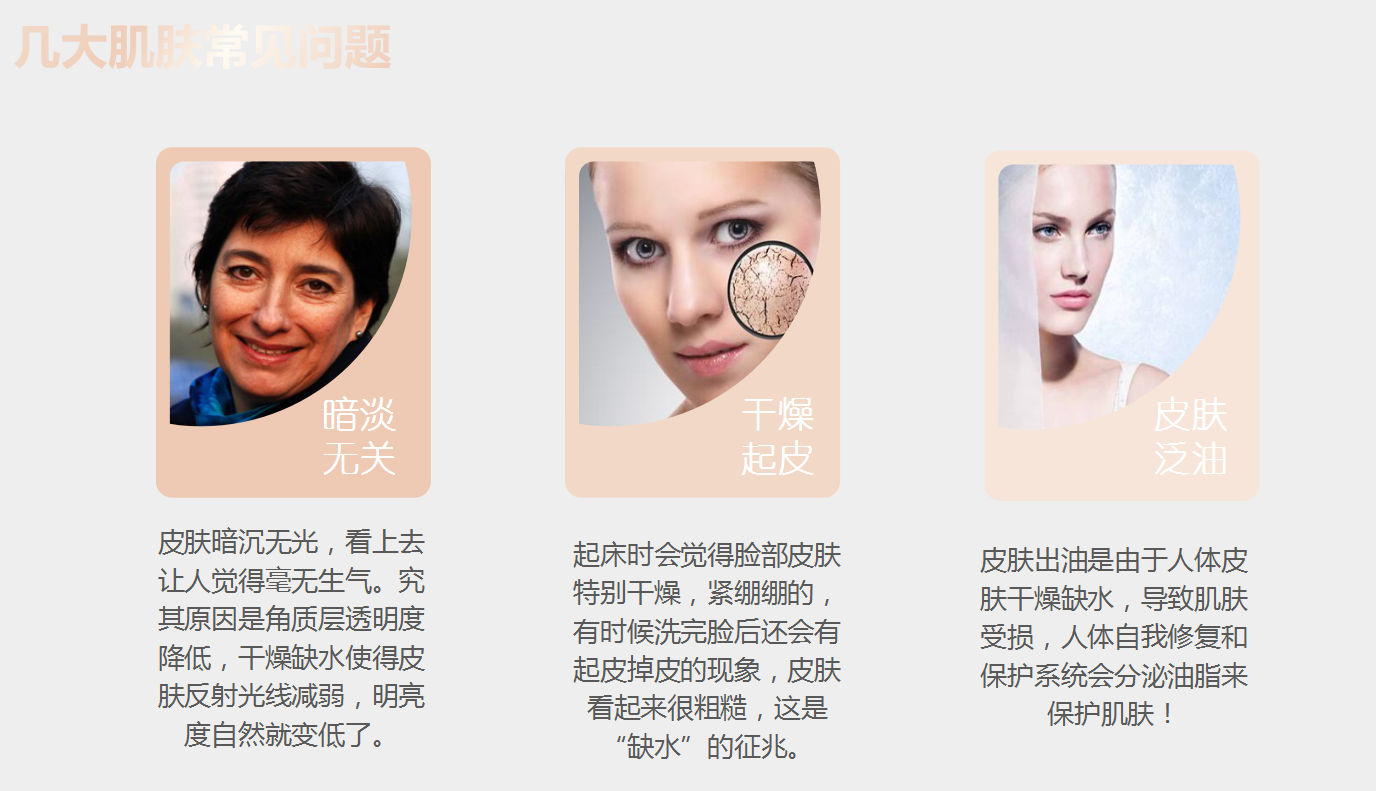 几大肌肤常见问题
暗淡
无关
皮肤暗沉无光，看上去
让人觉得毫无生气。究
其原因是角质层透明度
降低，干燥缺水使得皮
肤反射光线减弱，明亮
度自然就变低了。
干燥
起皮
起床时会觉得脸部皮肤
特别干燥，紧绷绷的，
有时候洗完脸后还会有
起皮掉皮的现象，皮肤
看起来很粗糙，这是
“缺水”的征兆。
皮肤
泛油
皮肤出油是由于人体皮
肤干燥缺水，导致肌肤
受损，人体自我修复和
保护系统会分泌油脂来
保护肌肤！